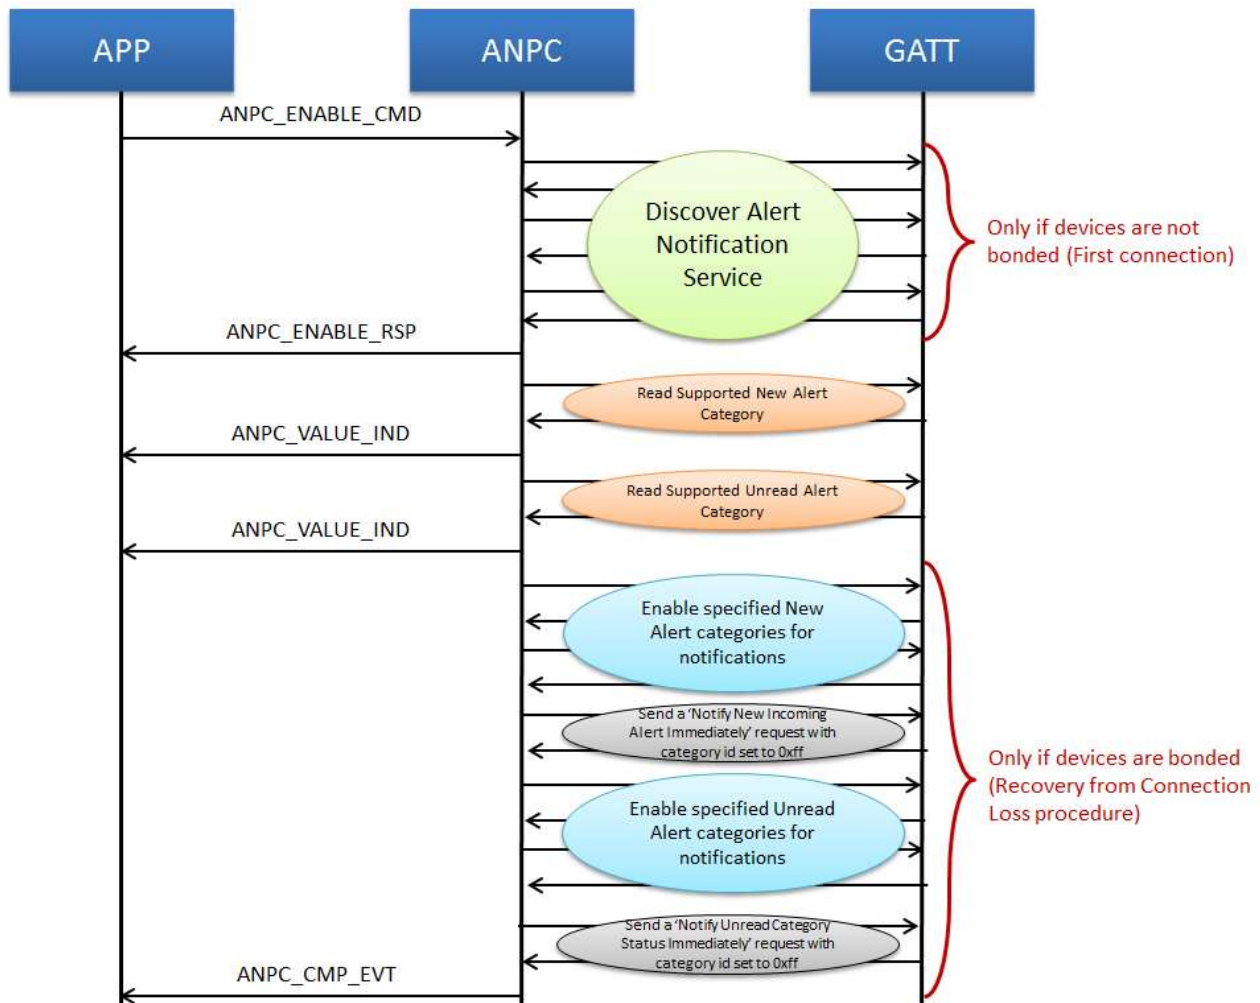 APP
ANPC
GATT
ANPC_ENABLE_CMD
Discover Alert
Notification
Service
Only if devices are not
bonded (First connection)
ANPC_ENABLE_RSP
Read Supported New Alert
Category
ANPC_VALUE_IND
Read Supported Unread Alert
Category
ANPC_VALUE_IND
Enable specified New
Alert categories for
notifications
Send a 'Notify New Incoming
Alert Immediately' request with
category id set to 0xff
Only if devices are bonded
(Recovery from Connection
Loss procedure)
Enable specified Unread
Alert categories for
notifications
Send a 'Notify Unread Category
Status Immediately' request with
category id set to 0xff
ANPC_CMP_EVT